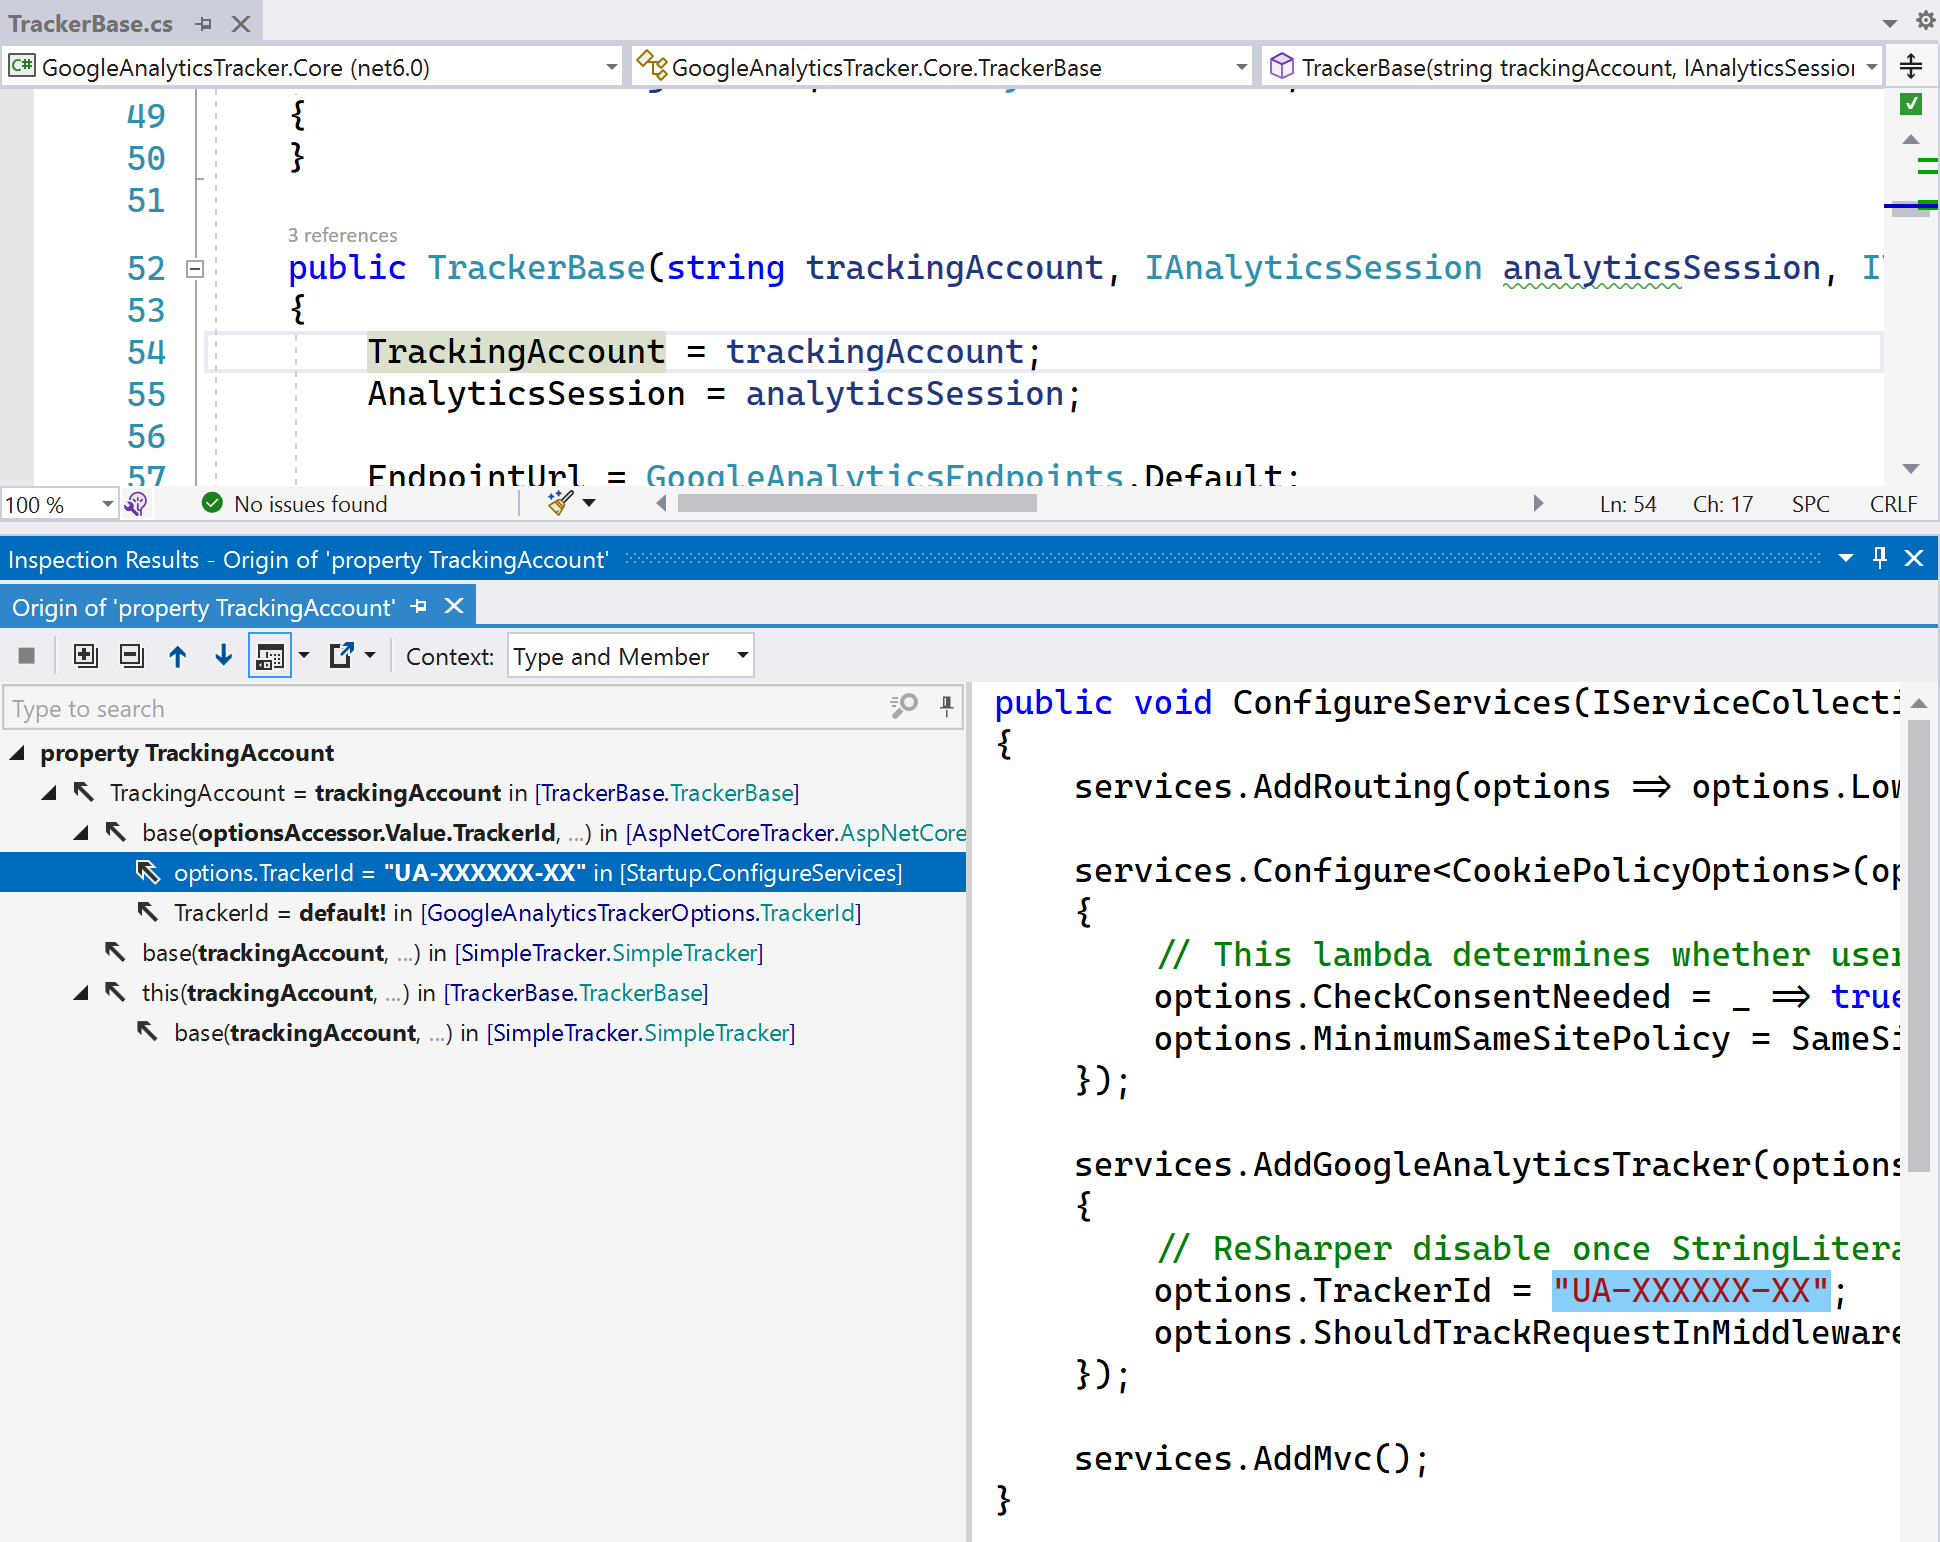 TrackerBase.cs
C# GoogleAnalyticsTracker.Core (net6.0)
GoogleAnalyticsTracker.Core.TrackerBase
TrackerBase(string trackingAccount, IAnalyticsSession
49 {
50 }
51
3 references
52 public TrackerBase(string trackingAccount, IAnalyticsSession analyticsSession, I
53 {
54 TrackingAccount = trackingAccount;
55 AnalyticsSession = analyticsSession;
56
57 EndpointUrl = GoogleAnalyticsEndpoints.Default;
100 % No issues found Ln: 54 Ch: 17 SPC CRLF
Inspection Results - Origin of 'property TrackingAccount'
Origin of 'property TrackingAccount'
Context: Type and Member
Type to search
property TrackingAccount
TrackingAccount = trackingAccount in [TrackerBase.TrackerBase]
base(optionsAccessor.Value.TrackerId, ...) in [AspNetCoreTracker.AspNetCore
options.TrackerId = "UA-XXXXXX-XX" in [Startup.ConfigureServices]
TrackerId = default! in [GoogleAnalyticsTrackerOptions.TrackerId]
base(trackingAccount, ...) in [SimpleTracker.SimpleTracker]
this(trackingAccount, ...) in [TrackerBase.TrackerBase]
base(trackingAccount, ...) in [SimpleTracker.SimpleTracker]
public void ConfigureServices(IServiceCollecti
{
services.AddRouting(options => options.Low
services.Configure<CookiePolicyOptions>(op
{
// This lambda determines whether user
options.CheckConsentNeeded = _ => true
options.MinimumSameSitePolicy = SameSi
});
services.AddGoogleAnalyticsTracker(options
{
// ReSharper disable once StringLitera
options.TrackerId = "UA-XXXXXX-XX";
options.ShouldTrackRequestInMiddleware
});
services.AddMvc();
}